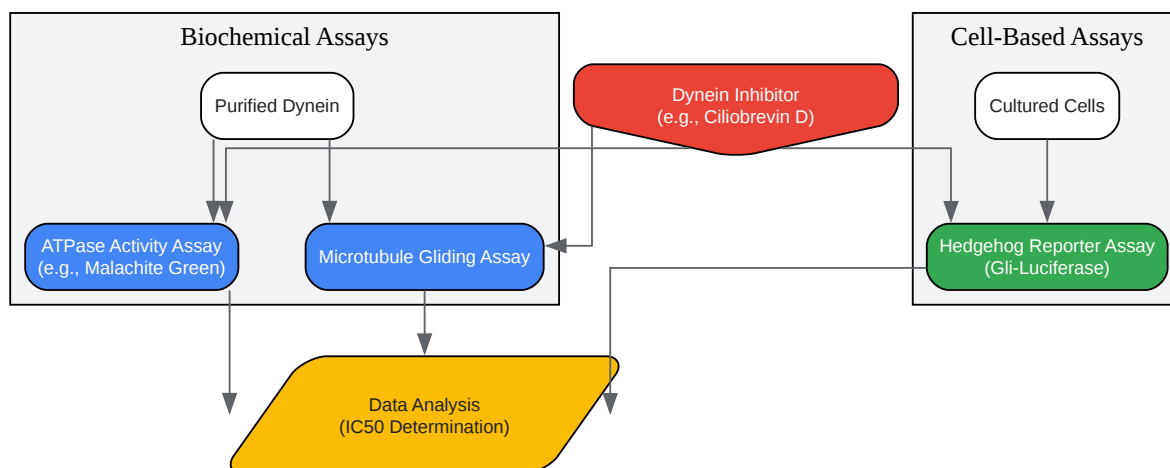 Biochemical Assays
Cell-Based Assays
Purified Dynein
Dynein Inhibitor
(e.g., Ciliobrevin D)
Cultured Cells
ATPase Activity Assay
(e.g., Malachite Green)
Microtubule Gliding Assay
Hedgehog Reporter Assay
(Gli-Luciferase)
Data Analysis
(IC50 Determination)